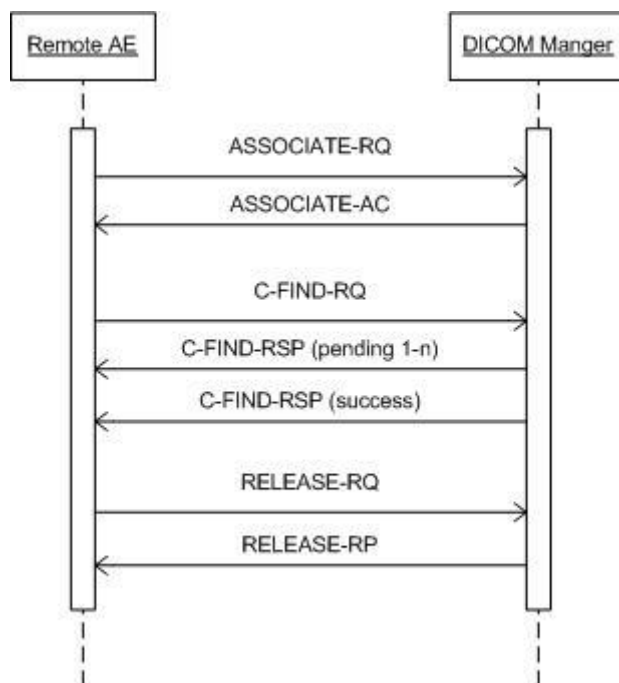 Remote AE
DICOM Manger
ASSOCIATE-RQ
ASSOCIATE-AC
C-FIND-RQ
C-FIND-RSP (pending 1-n)
C-FIND-RSP (success)
RELEASE-RQ
RELEASE-RP